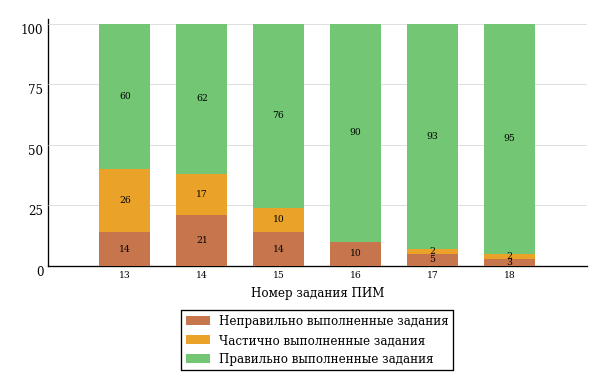 100
75
50
25
0
60 62 76 90 93 95
26 17 10 2 2
14 21 14 10 5 3
13 14 15 16 17 18
Номер задания ПИМ
Неправильно выполненные задания
Частично выполненные задания
Правильно выполненные задания